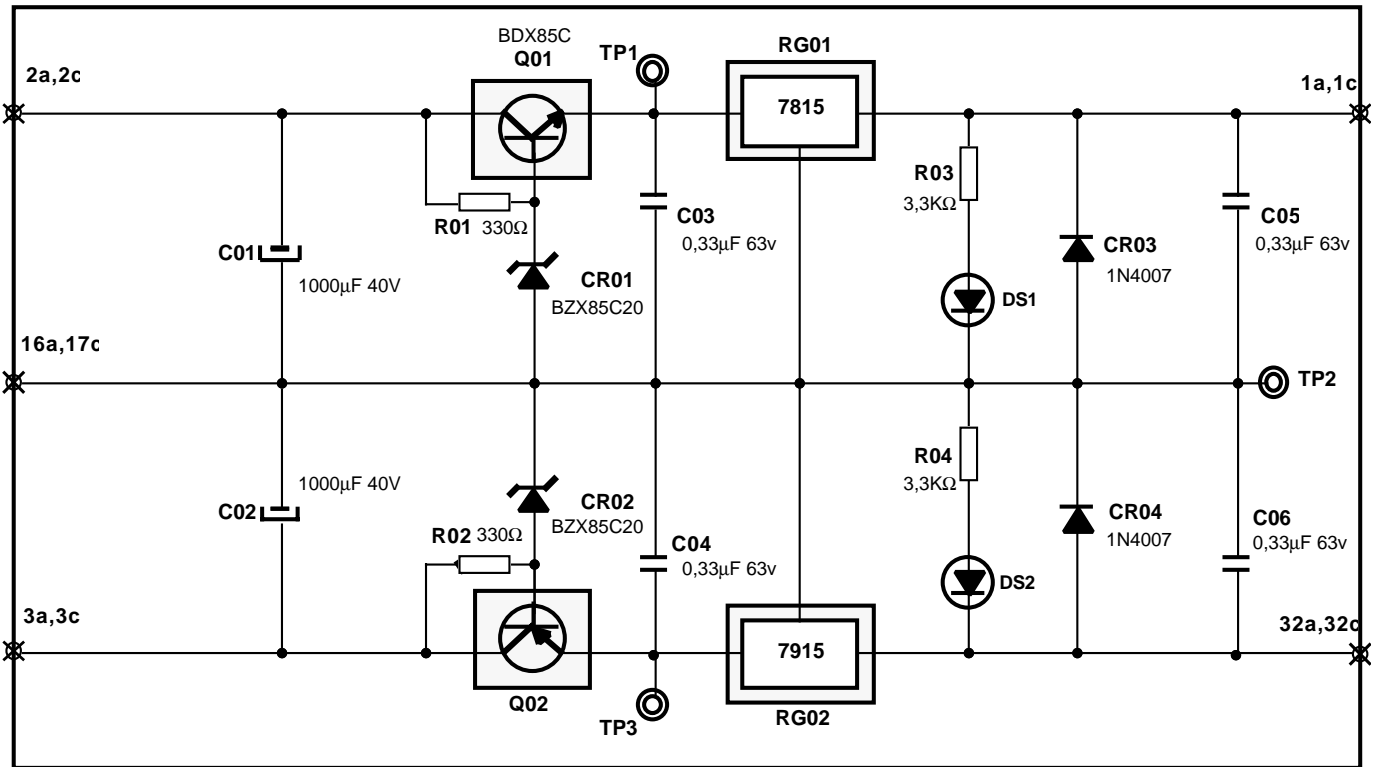 BDX85C
Q01
TP1
RG01
2a,2c
1a,1c
7815
R03
3,3KΩ
R01 330Ω
C03
0,33µF 63v
C05
0,33µF 63v
C01
1000µF 40V
CR01
BZX85C20
CR03
1N4007
DS1
16a,17c
TP2
R04
3,3KΩ
1000µF 40V
C02
CR02
BZX85C20
R02 330Ω
C04
0,33µF 63v
CR04
1N4007
C06
0,33µF 63v
DS2
3a,3c
32a,32c
7915
Q02
TP3
RG02